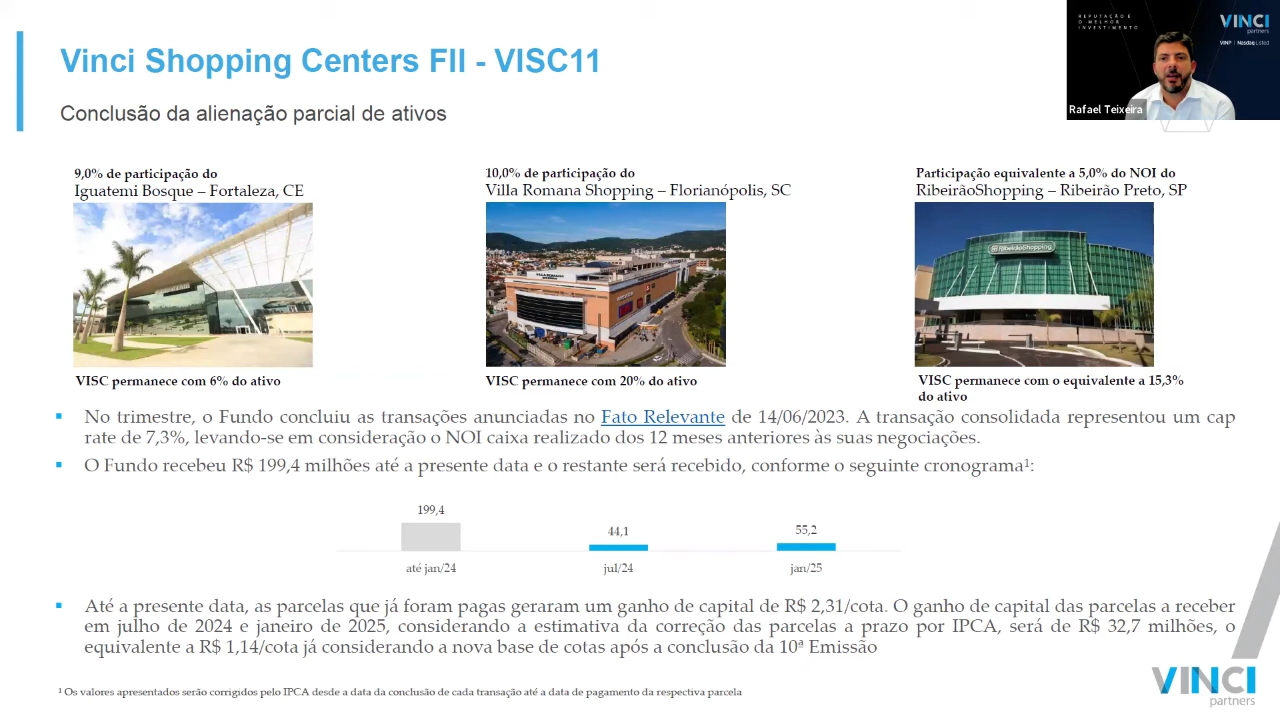 Vinci Shopping Centers FII - VISC11
Conclusão da alienação parcial de ativos
REPUTAÇÃO E
O MELHOR
INVESTIMENTO
VINCI
partners
VINP | Nasdaq Listed
Rafael Teixeira
9,0% de participação do
Iguatemi Bosque – Fortaleza, CE
10,0% de participação do
Villa Romana Shopping – Florianópolis, SC
Participação equivalente a 5,0% do NOI do
RibeirãoShopping – Ribeirão Preto, SP
VILLA ROMANA
RibeirãoShopping
VISC permanece com 6% do ativo
VISC permanece com 20% do ativo
VISC permanece com o equivalente a 15,3%
do ativo
▪ No trimestre, o Fundo concluiu as transações anunciadas no Fato Relevante de 14/06/2023. A transação consolidada representou um cap
rate de 7,3%, levando-se em consideração o NOI caixa realizado dos 12 meses anteriores às suas negociações.
▪ O Fundo recebeu R$ 199,4 milhões até a presente data e o restante será recebido, conforme o seguinte cronograma¹:
199,4
44,1
55,2
até jan/24
jul/24
jan/25
▪ Até a presente data, as parcelas que já foram pagas geraram um ganho de capital de R$ 2,31/cota. O ganho de capital das parcelas a receber
em julho de 2024 e janeiro de 2025, considerando a estimativa da correção das parcelas a prazo por IPCA, será de R$ 32,7 milhões, o
equivalente a R$ 1,14/cota já considerando a nova base de cotas após a conclusão da 10ª Emissão
¹ Os valores apresentados serão corrigidos pelo IPCA desde a data da conclusão de cada transação até a data de pagamento da respectiva parcela
VINCI
partners